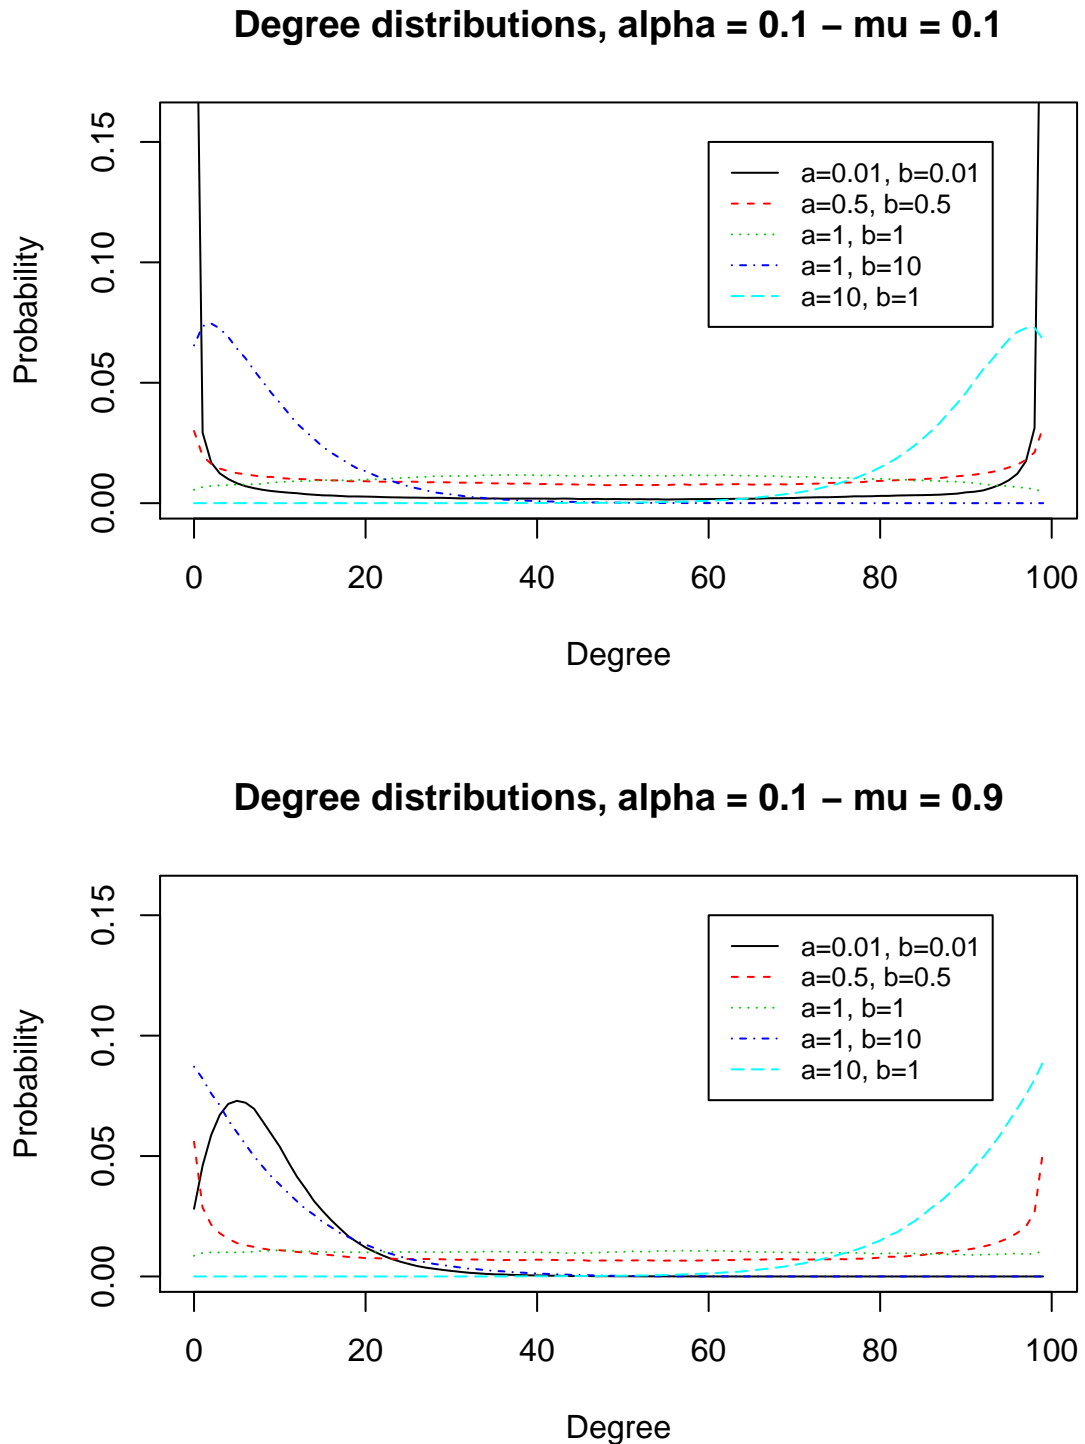 Degree distributions, alpha = 0.1 − mu = 0.1
Probability
0.00
0.05
0.10
0.15
a=0.01, b=0.01
a=0.5, b=0.5
a=1, b=1
a=1, b=10
a=10, b=1
0 20 40 60 80 100
Degree
Degree distributions, alpha = 0.1 − mu = 0.9
Probability
0.00
0.05
0.10
0.15
a=0.01, b=0.01
a=0.5, b=0.5
a=1, b=1
a=1, b=10
a=10, b=1
0 20 40 60 80 100
Degree